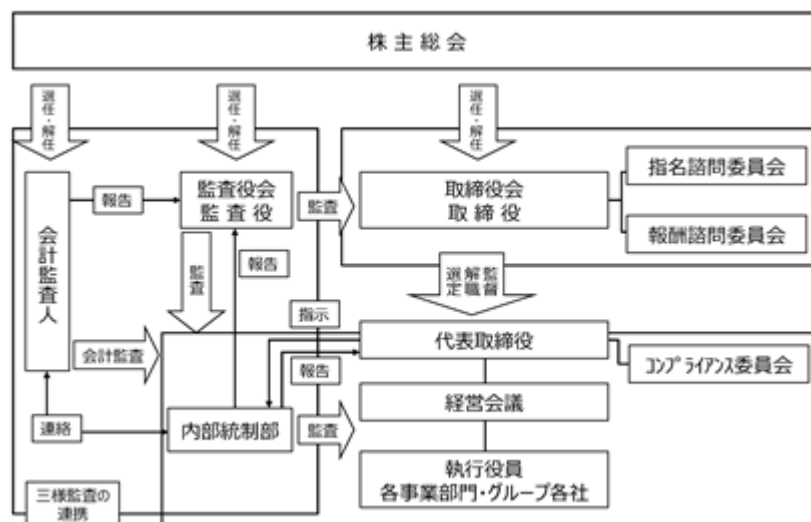 株主総会
選任・解任
選任・解任
選任・解任
会計監査人
報告
監査役会
監査役
監査
取締役会
取締役
指名諮問委員会
報酬諮問委員会
監査
報告
選定
解職
監督
指示
代表取締役
コンプライアンス委員会
会計監査
報告
経営会議
連絡
内部統制部
監査
執行役員
各事業部門・グループ各社
三様監査の
連携